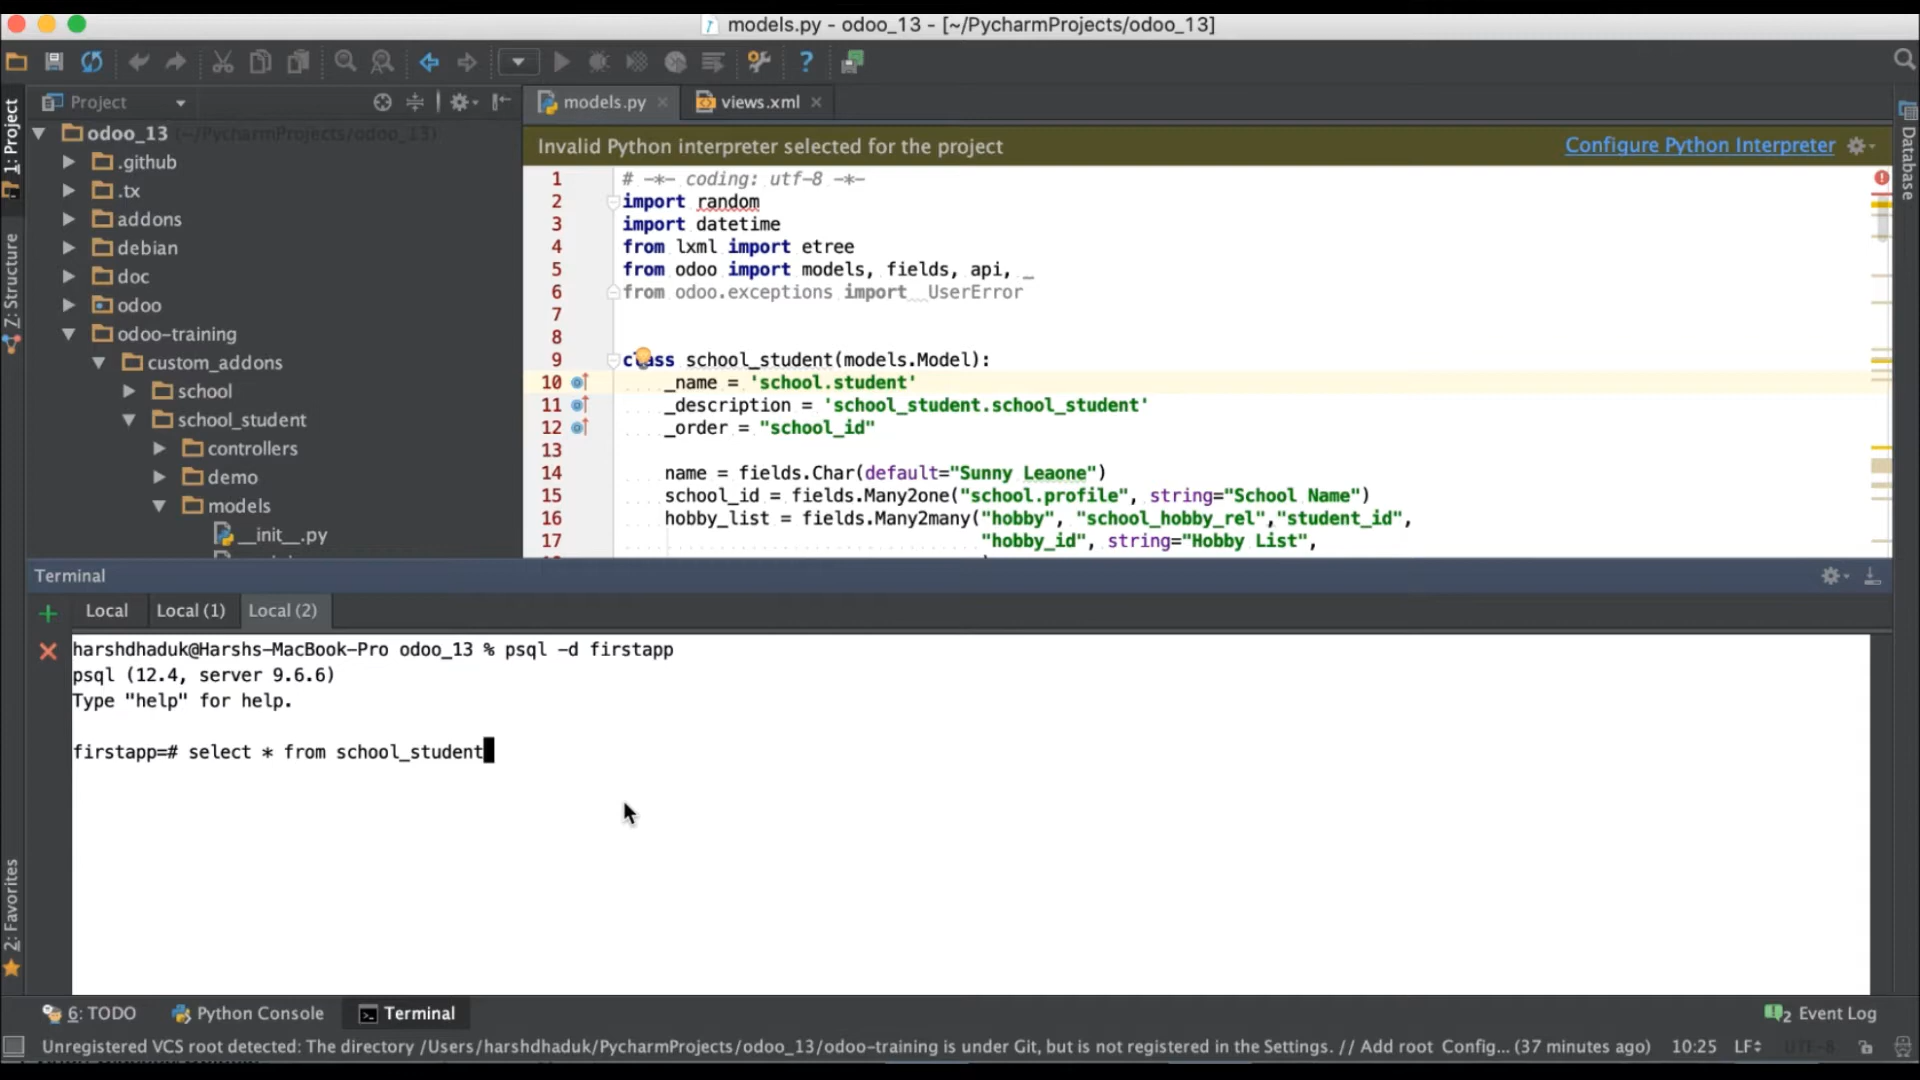 models.py - odoo_13 - [~/PycharmProjects/odoo_13]
Project
models.py
views.xml
1: Project
Z: Structure
2: Favorites
Database
odoo_13 (~/PycharmProjects/odoo_13)
.github
.tx
addons
debian
doc
odoo
odoo-training
custom_addons
school
school_student
controllers
demo
models
__init__.py
Invalid Python interpreter selected for the project
Configure Python Interpreter
1 # -*- coding: utf-8 -*-
2 import random
3 import datetime
4 from lxml import etree
5 from odoo import models, fields, api, _
6 from odoo.exceptions import UserError
7
8
9 class school_student(models.Model):
10 _name = 'school.student'
11 _description = 'school_student.school_student'
12 _order = "school_id"
13
14 name = fields.Char(default="Sunny Leaone")
15 school_id = fields.Many2one("school.profile", string="School Name")
16 hobby_list = fields.Many2many("hobby", "school_hobby_rel","student_id",
17 "hobby_id", string="Hobby List",
Terminal
Local
Local (1)
Local (2)
harshdhaduk@Harshs-MacBook-Pro odoo_13 % psql -d firstapp
psql (12.4, server 9.6.6)
Type "help" for help.
firstapp=# select * from school_student
6: TODO
Python Console
Terminal
2 Event Log
Unregistered VCS root detected: The directory /Users/harshdhaduk/PycharmProjects/odoo_13/odoo-training is under Git, but is not registered in the Settings. // Add root Config... (37 minutes ago)
10:25
LF
UTF-8